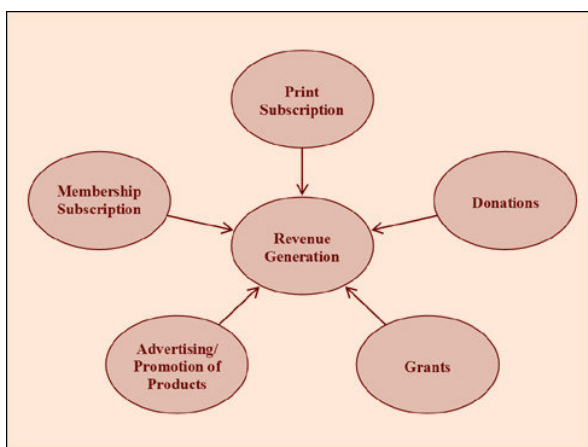 Print
Subscription
Membership
Subscription
Donations
Revenue
Generation
Advertising/
Promotion of
Products
Grants